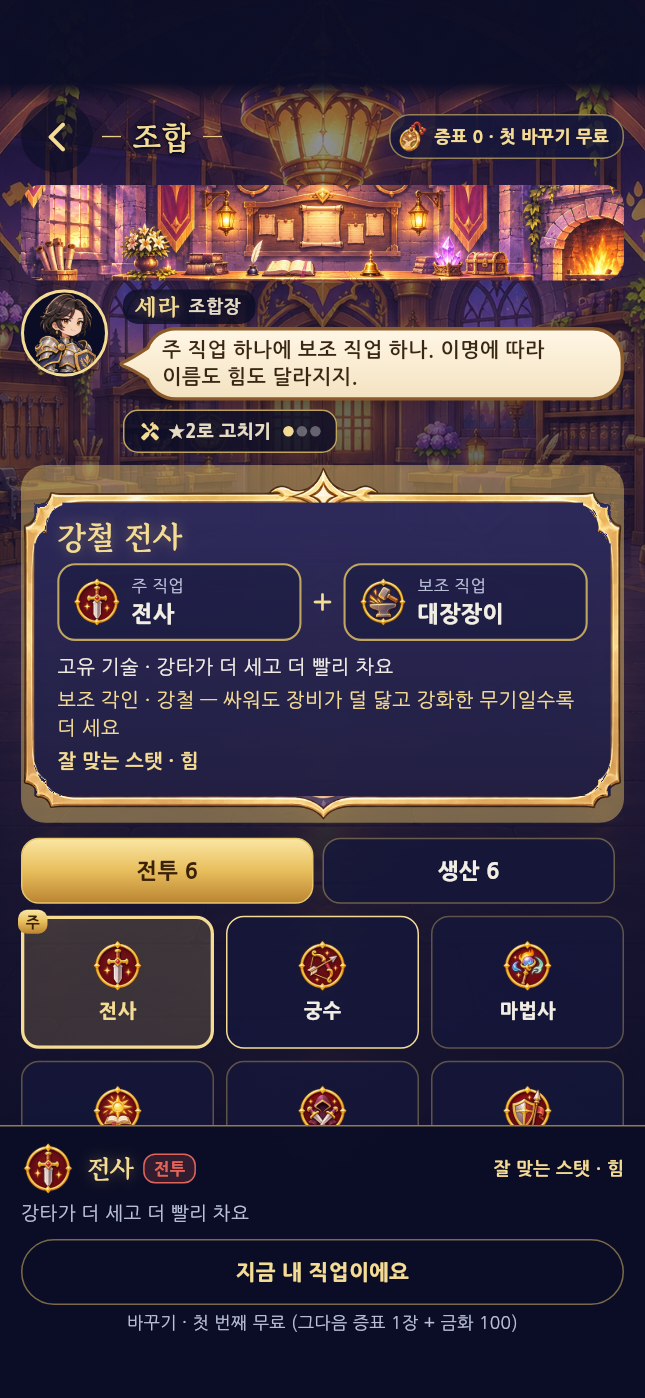 조합
증표 0 · 첫 바꾸기 무료
세라 조합장
주 직업 하나에 보조 직업 하나. 이명에 따라
이름도 힘도 달라지지.
★2로 고치기
강철 전사
주 직업
전사
+
보조 직업
대장장이
고유 기술 · 강타가 더 세고 더 빨리 차요
보조 각인 · 강철 — 싸워도 장비가 덜 닳고 강화한 무기일수록
더 세요
잘 맞는 스탯 · 힘
전투 6
생산 6
주
전사
궁수
마법사
전사 전투
잘 맞는 스탯 · 힘
강타가 더 세고 더 빨리 차요
지금 내 직업이에요
바꾸기 · 첫 번째 무료 (그다음 증표 1장 + 금화 100)